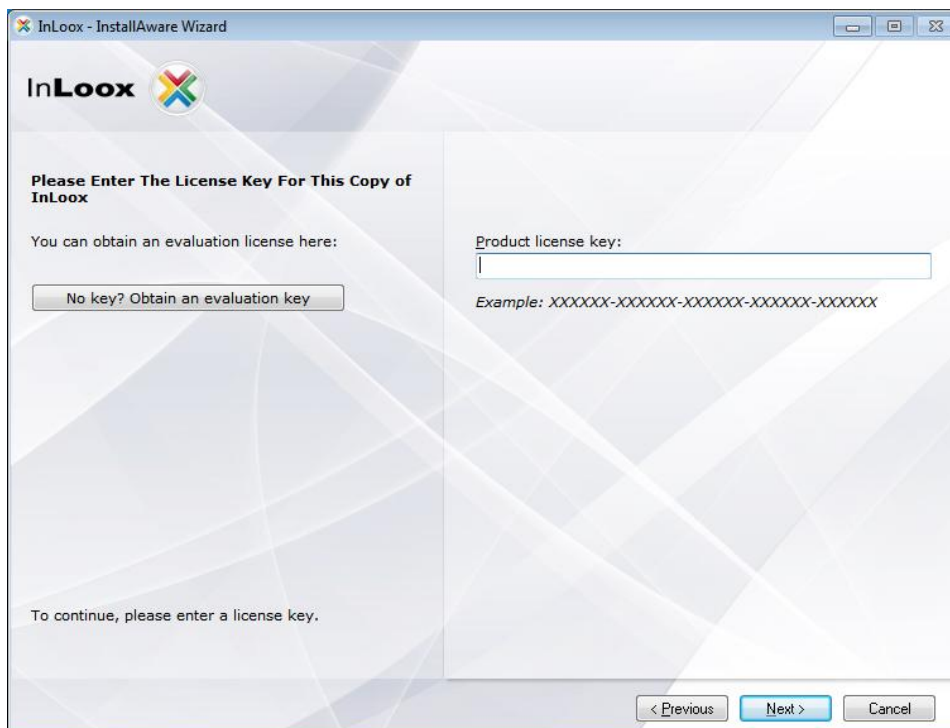 InLoox - InstallAware Wizard
InLoox
Please Enter The License Key For This Copy of
InLoox
You can obtain an evaluation license here:
No key? Obtain an evaluation key
Product license key:
Example: XXXXXX-XXXXXX-XXXXXX-XXXXXX-XXXXXX
To continue, please enter a license key.
< Previous
Next >
Cancel